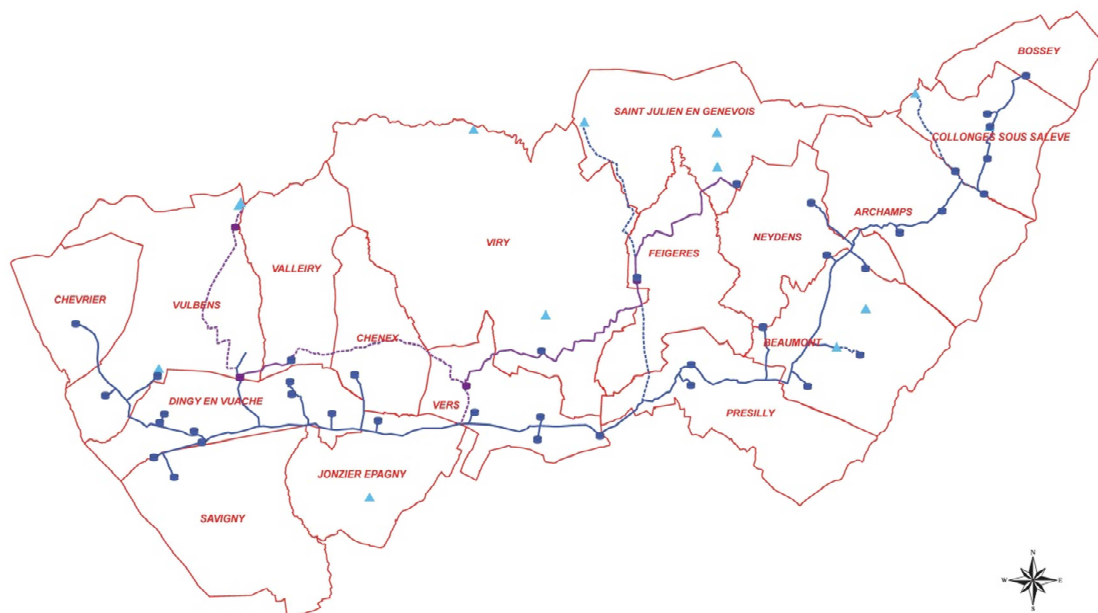 BOSSEY
SAINT JULIEN EN GENEVOIS
COLLONGES SOUS SALEVE
ARCHAMPS
NEYDENS
VIRY
FEIGERES
VALLEIRY
CHEVRIER
VULBENS
CHENEX
BEAUMONT
DINGY EN VUACHE
VERS
PRESILLY
JONZIER EPAGNY
SAVIGNY
N
W
E
S